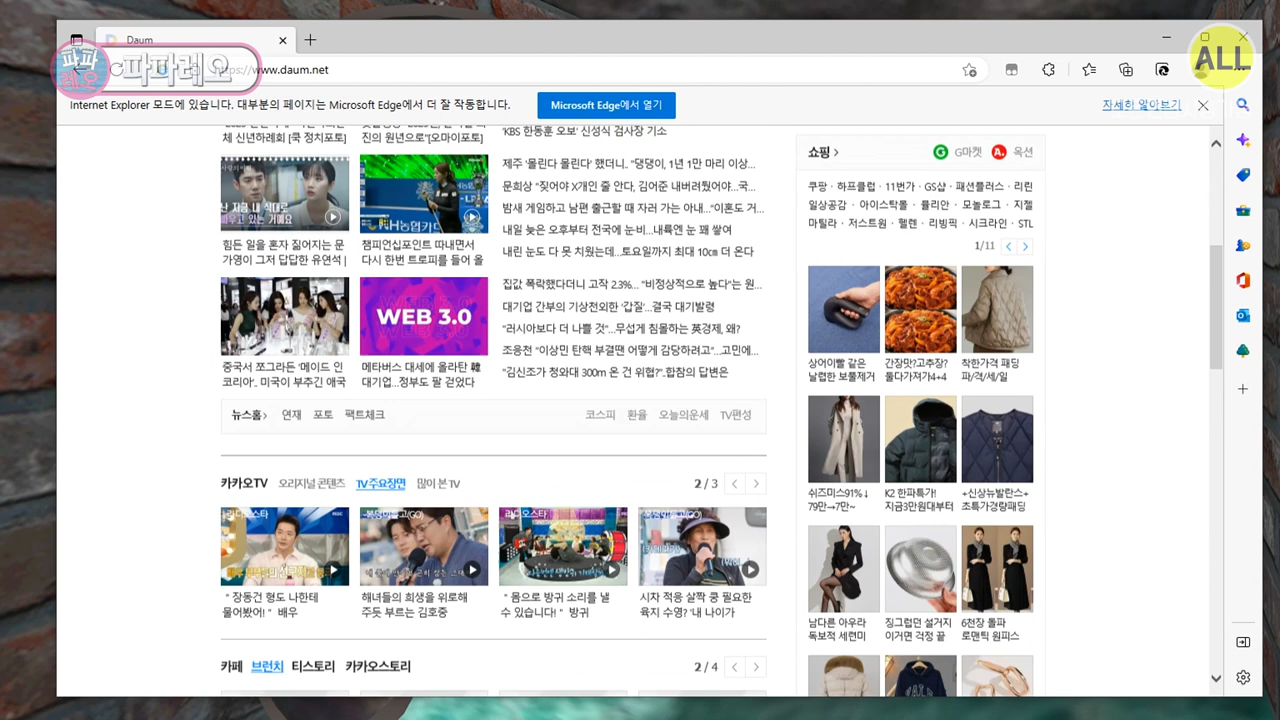 Daum
파파레오
파파
레오
https://www.daum.net
ALL
Internet Explorer 모드에 있습니다. 대부분의 페이지는 Microsoft Edge에서 더 잘 작동합니다.
Microsoft Edge에서 열기
자세히 알아보기
체 신년하례회 [쿡 정치포토]
진의 원년으로"[오마이포토]
'KBS 한동훈 오보' 신성식 검사장 기소
제주 '몰린다 몰린다' 했더니.. "댕댕이, 1년 1만 마리 이상...
문희상 "짖어야 X개인 줄 안다, 김어준 내버려뒀어야...국...
밤새 게임하고 남편 출근할 때 자러 가는 아내..."이혼도 거...
내일 늦은 오후부터 전국에 눈·비...내륙엔 눈 꽤 쌓여
내린 눈도 다 못 치웠는데...토요일까지 최대 10㎝ 더 온다
힘든 일을 혼자 짊어지는 문
가영이 그저 답답한 유연석 |
챔피언십포인트 따내면서
다시 한번 트로피를 들어 올
WEB 3.0
중국서 쪼그라든 '메이드 인
코리아'.. 미국이 부추긴 애국
메타버스 대세에 올라탄 韓
대기업...정부도 팔 걷었다
집값 폭락했다더니 고작 2.3%... "비정상적으로 높다"는 원...
대기업 간부의 기상천외한 '갑질'...결국 대기발령
"러시아보다 더 나쁠 것"...무섭게 침몰하는 英경제, 왜?
조응천 "이상민 탄핵 부결땐 어떻게 감당하려고"...고민에...
"김신조가 청와대 300m 온 건 위협?"..합참의 답변은
뉴스홈 연재 포토 팩트체크
코스피 환율 오늘의운세 TV편성
카카오TV 오리지널 콘텐츠 TV 주요장면 많이 본 TV
2 / 3
라디오스타
라디오스타
" 장동건 형도 나한테
물어봤어! " 배우
해녀들의 희생을 위로해
주듯 부르는 김호중
" 몸으로 방귀 소리를 낼
수 있습니다! " 방귀
시차 적응 살짝 쿵 필요한
육지 수영? '내 나이가
카페 브런치 티스토리 카카오스토리
2 / 4
쇼핑
G마켓 옥션
쿠팡 · 하프클럽 · 11번가 · GS샵 · 패션플러스 · 리린
일상공감 · 아이스탁몰 · 쁄리안 · 모놀로그 · 지젤
마틸라 · 저스트원 · 헬렌 · 리빙픽 · 시크라인 · STL
1/11
상어이빨 같은
날렵한 보풀제거
간장맛?고추장?
둘다가져가4+4
착한가격 패딩
파/격/세/일
쉬즈미스91%↓
79만→7만~
K2 한파특가!
지금3만원대부터
+신상뉴발란스+
초특가경량패딩
남다른 아우라
독보적 세련미
징그럽던 설거지
이거면 걱정 끝
6천장 돌파
로맨틱 원피스